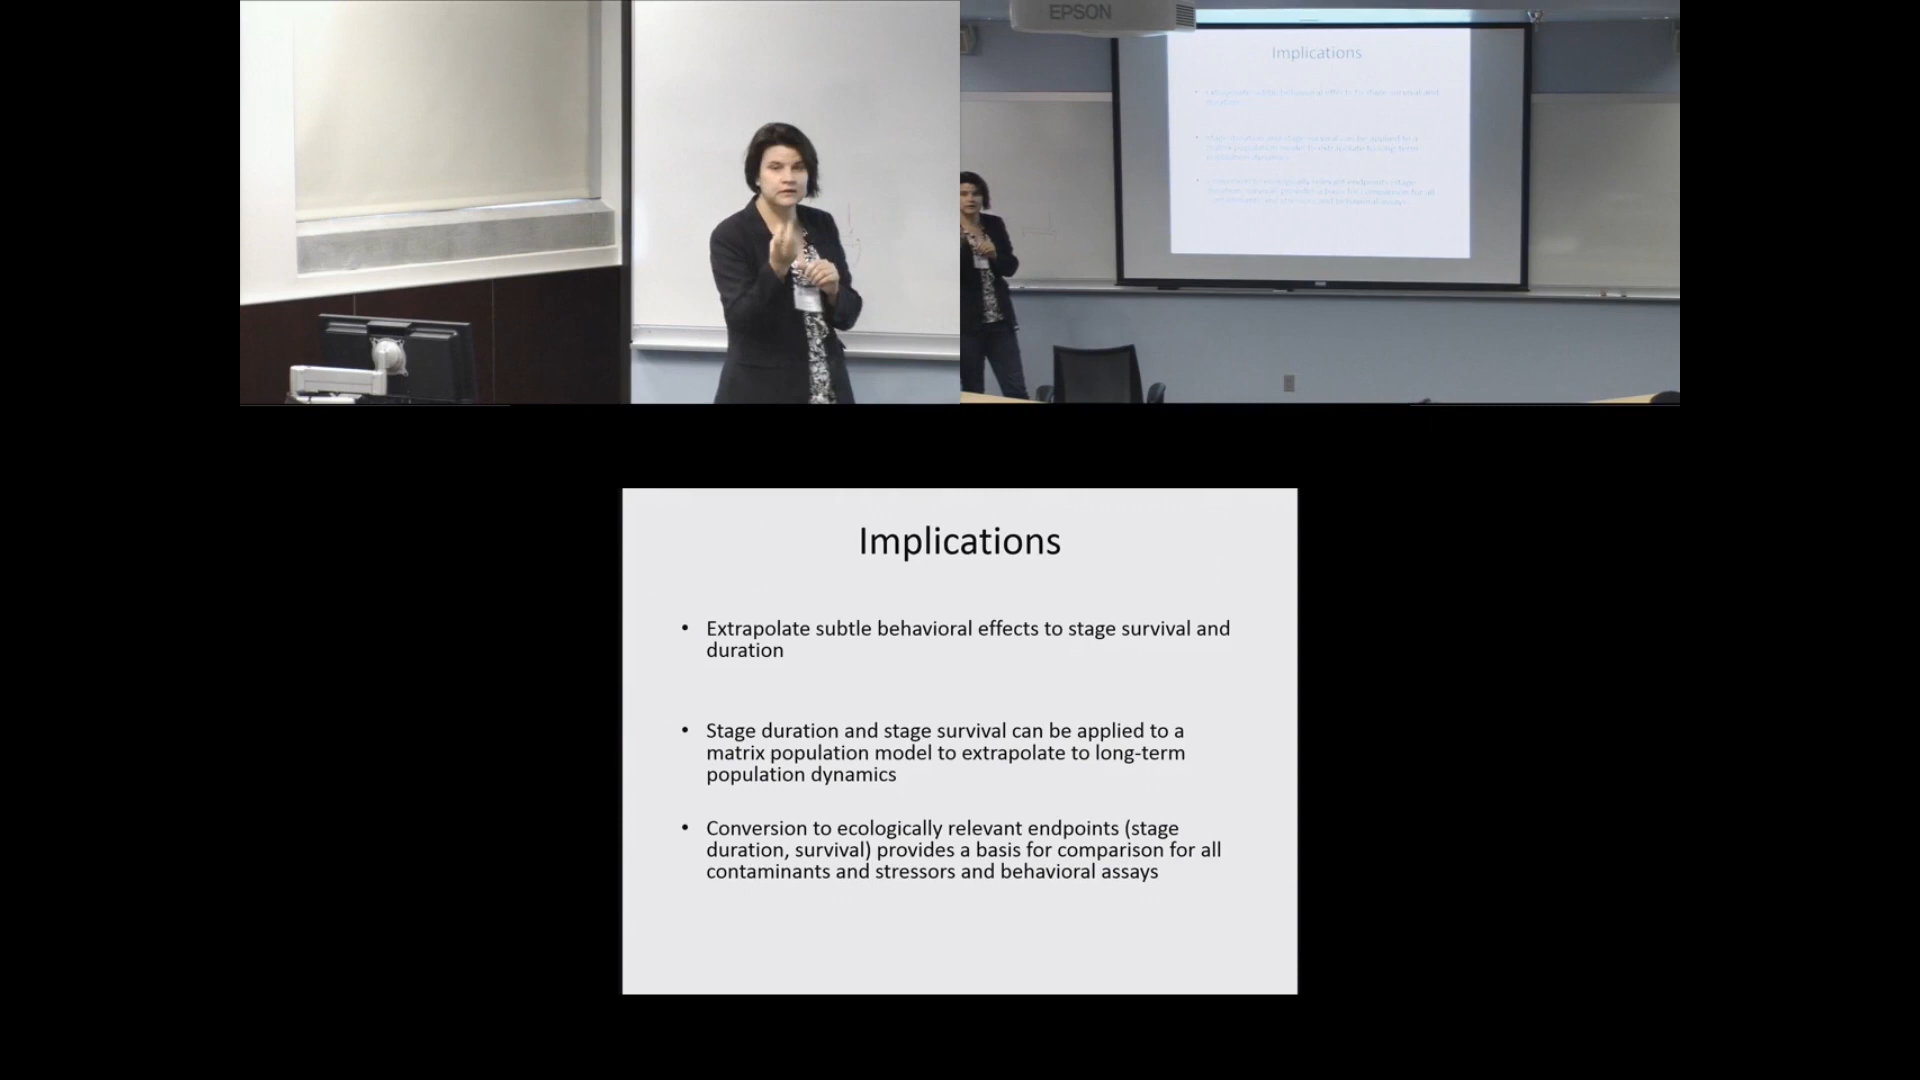 EPSON
Implications
Implications
• Extrapolate subtle behavioral effects to stage survival and
duration
• Stage duration and stage survival can be applied to a
matrix population model to extrapolate to long-term
population dynamics
• Conversion to ecologically relevant endpoints (stage
duration, survival) provides a basis for comparison for all
contaminants and stressors and behavioral assays